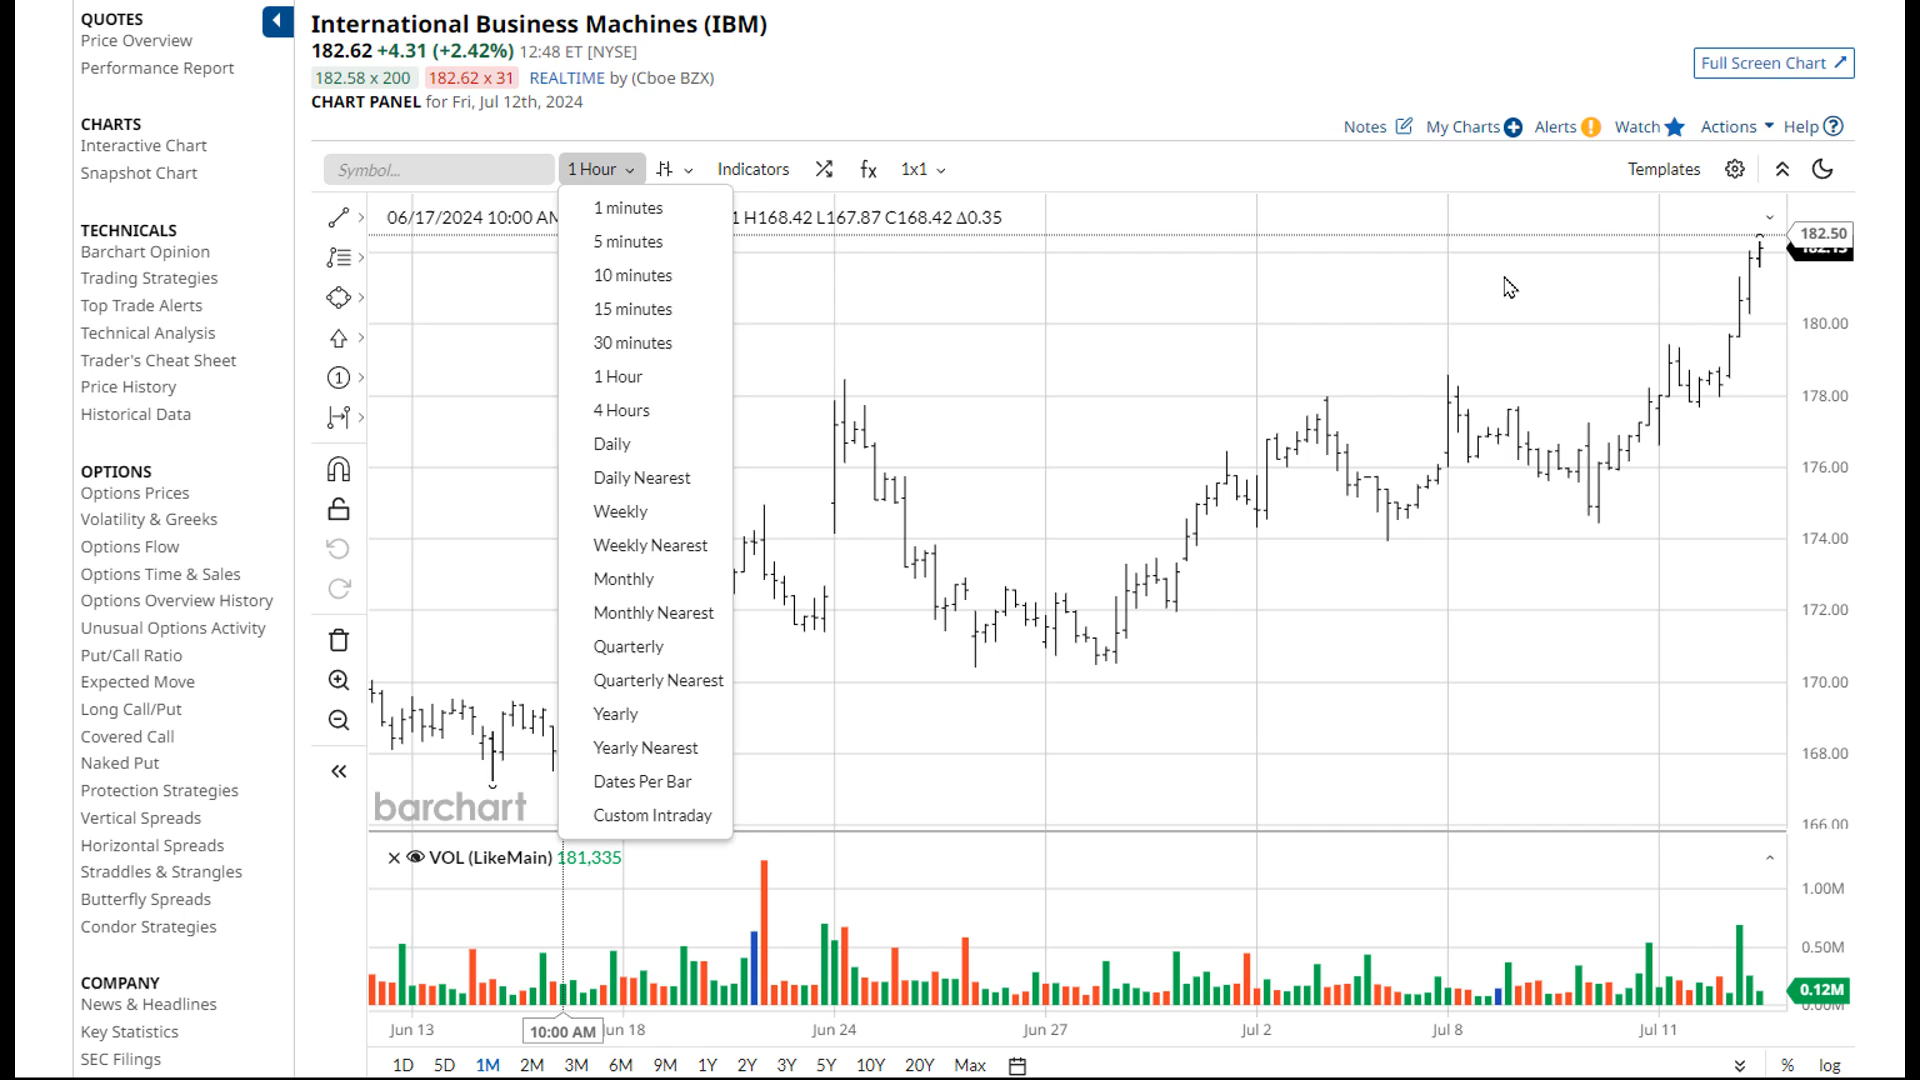 QUOTES
Price Overview
Performance Report
CHARTS
Interactive Chart
Snapshot Chart
TECHNICALS
Barchart Opinion
Trading Strategies
Top Trade Alerts
Technical Analysis
Trader's Cheat Sheet
Price History
Historical Data
OPTIONS
Options Prices
Volatility & Greeks
Options Flow
Options Time & Sales
Options Overview History
Unusual Options Activity
Put/Call Ratio
Expected Move
Long Call/Put
Covered Call
Naked Put
Protection Strategies
Vertical Spreads
Horizontal Spreads
Straddles & Strangles
Butterfly Spreads
Condor Strategies
COMPANY
News & Headlines
Key Statistics
SEC Filings
International Business Machines (IBM)
182.62 +4.31 (+2.42%) 12:48 ET [NYSE]
182.58 x 200 182.62 x 31 REALTIME by (Cboe BZX)
CHART PANEL for Fri, Jul 12th, 2024
Full Screen Chart
Notes My Charts Alerts Watch Actions Help
Symbol... 1 Hour Indicators fx 1x1 Templates
06/17/2024 10:00 AM 1 H168.42 L167.87 C168.42 Δ0.35
1 minutes
5 minutes
10 minutes
15 minutes
30 minutes
1 Hour
4 Hours
Daily
Daily Nearest
Weekly
Weekly Nearest
Monthly
Monthly Nearest
Quarterly
Quarterly Nearest
Yearly
Yearly Nearest
Dates Per Bar
Custom Intraday
182.50
180.00
178.00
176.00
174.00
172.00
170.00
168.00
166.00
barchart
VOL (LikeMain) 181,335
1.00M
0.50M
0.12M
0.00M
Jun 13 10:00 AM Jun 18 Jun 24 Jun 27 Jul 2 Jul 8 Jul 11
1D 5D 1M 2M 3M 6M 9M 1Y 2Y 3Y 5Y 10Y 20Y Max % log